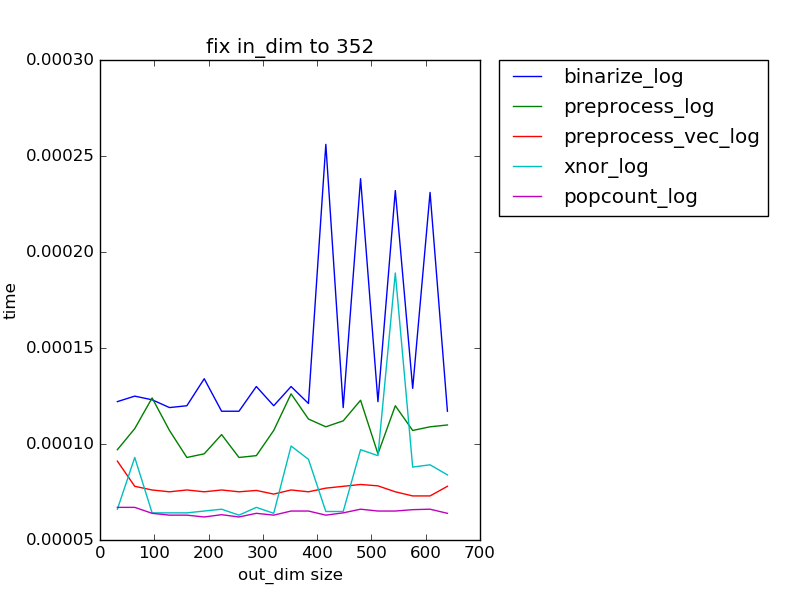 fix in_dim to 352
0.00030
0.00025
0.00020
0.00015
0.00010
0.00005
time
0 100 200 300 400 500 600 700
out_dim size
binarize_log
preprocess_log
preprocess_vec_log
xnor_log
popcount_log